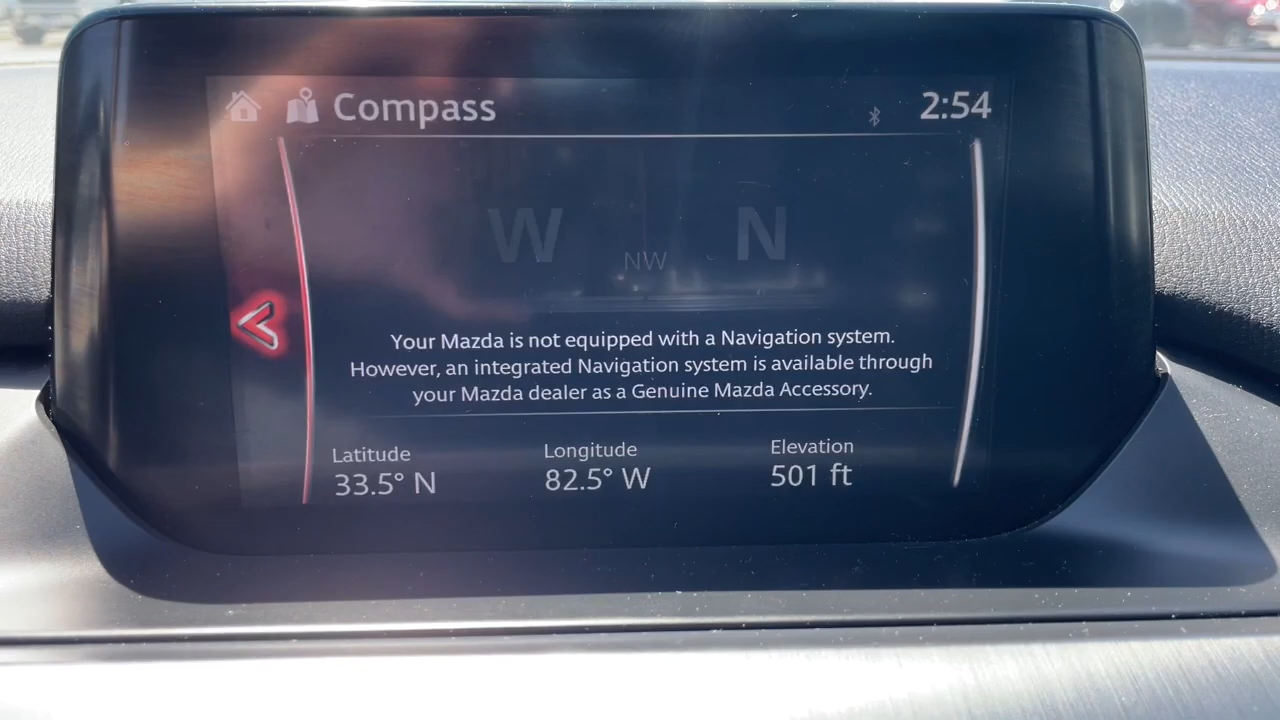 Compass
2:54
W
NW
N
Your Mazda is not equipped with a Navigation system.
However, an integrated Navigation system is available through
your Mazda dealer as a Genuine Mazda Accessory.
Latitude
33.5° N
Longitude
82.5° W
Elevation
501 ft